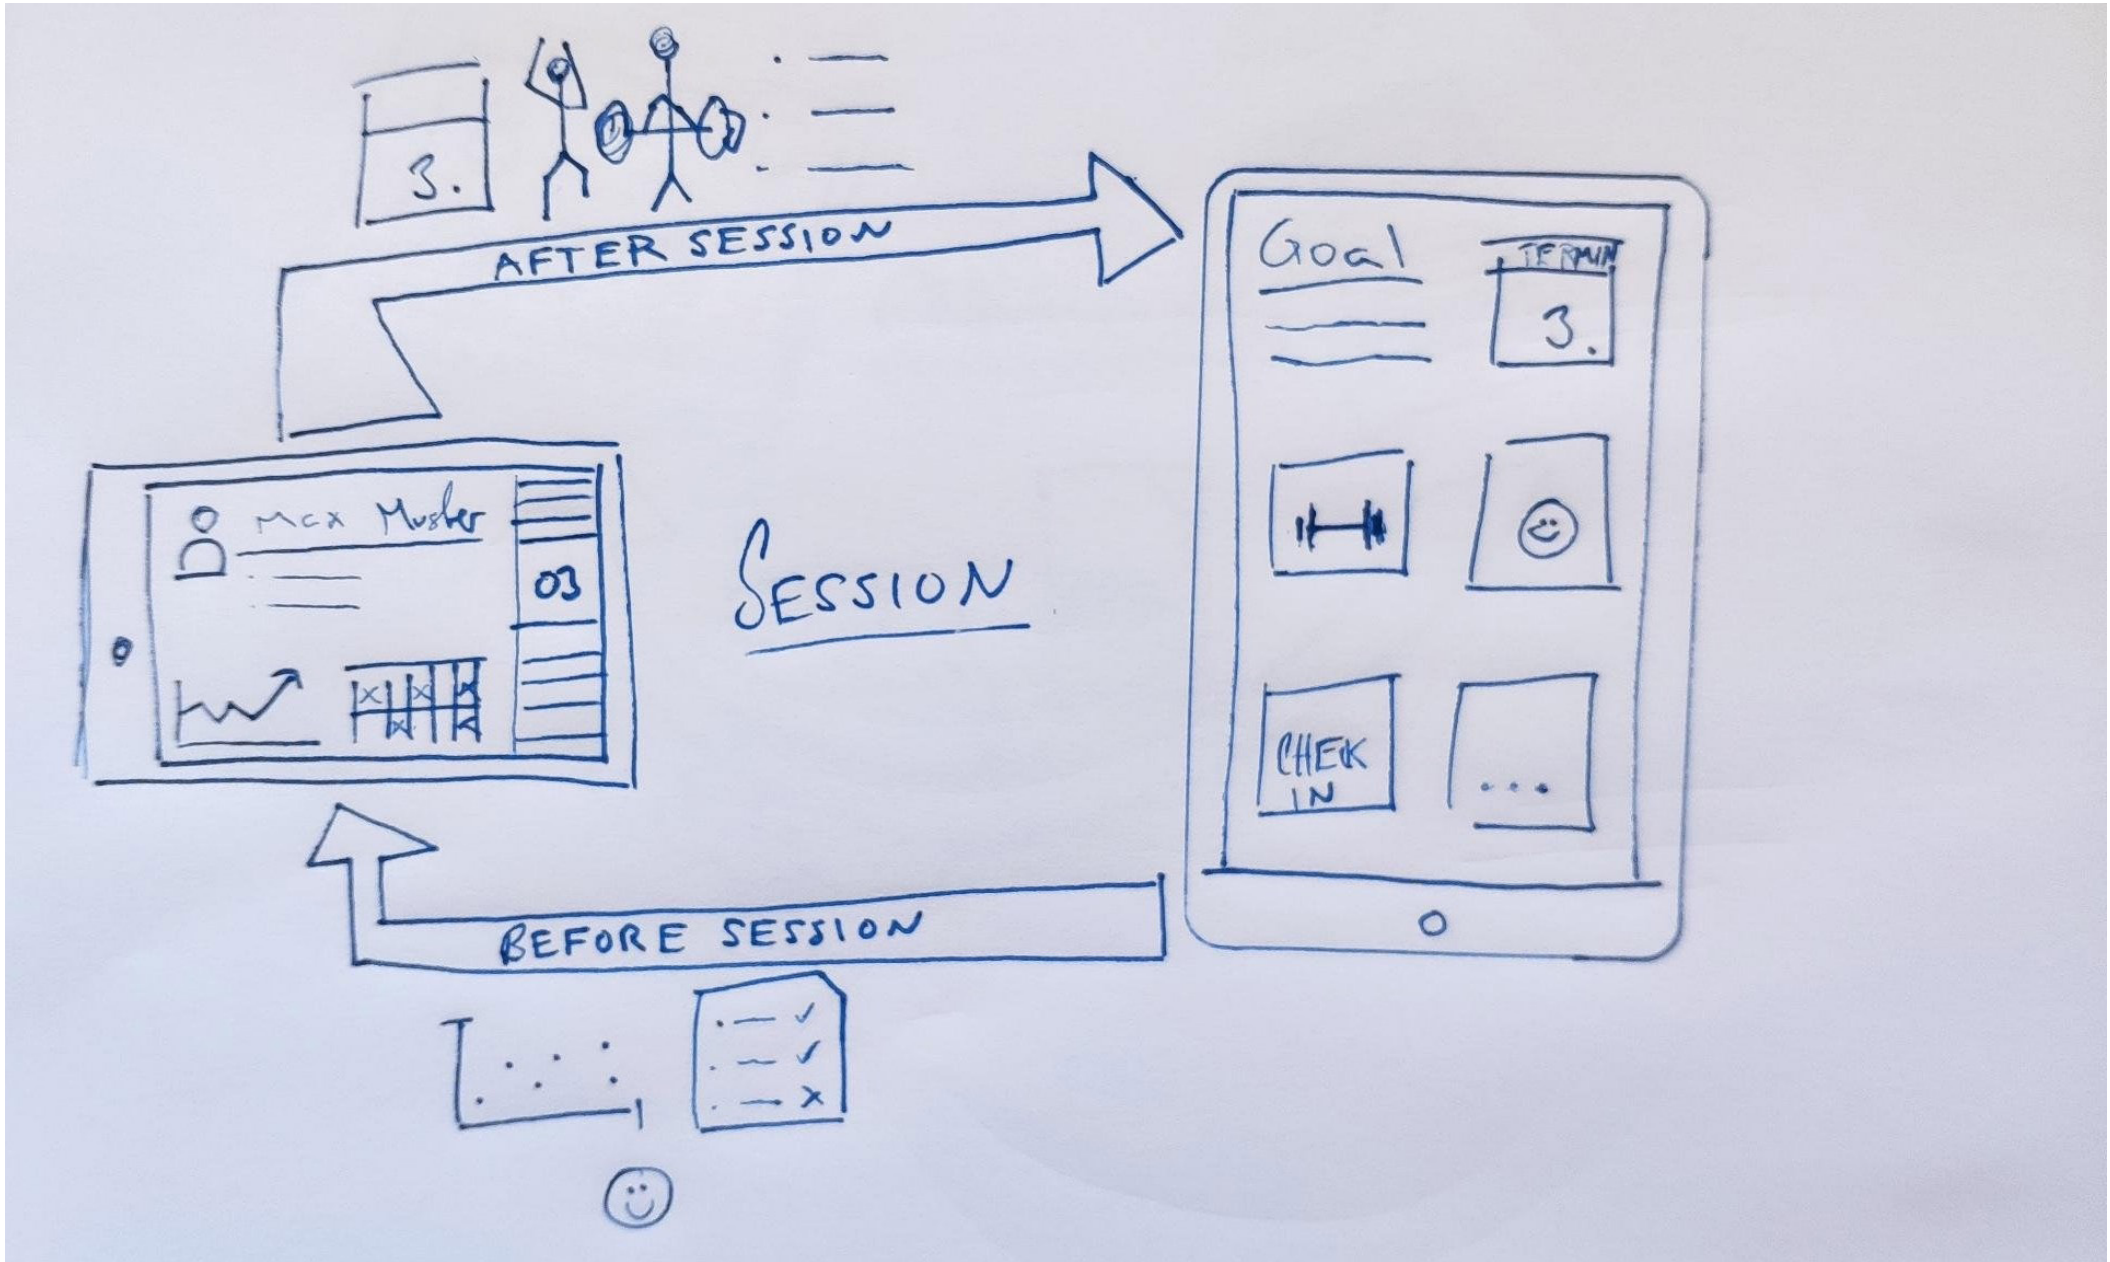 3.
AFTER SESSION
Goal
TERMIN
3.
Max Muster
03
SESSION
CHEK
IN
...
BEFORE SESSION